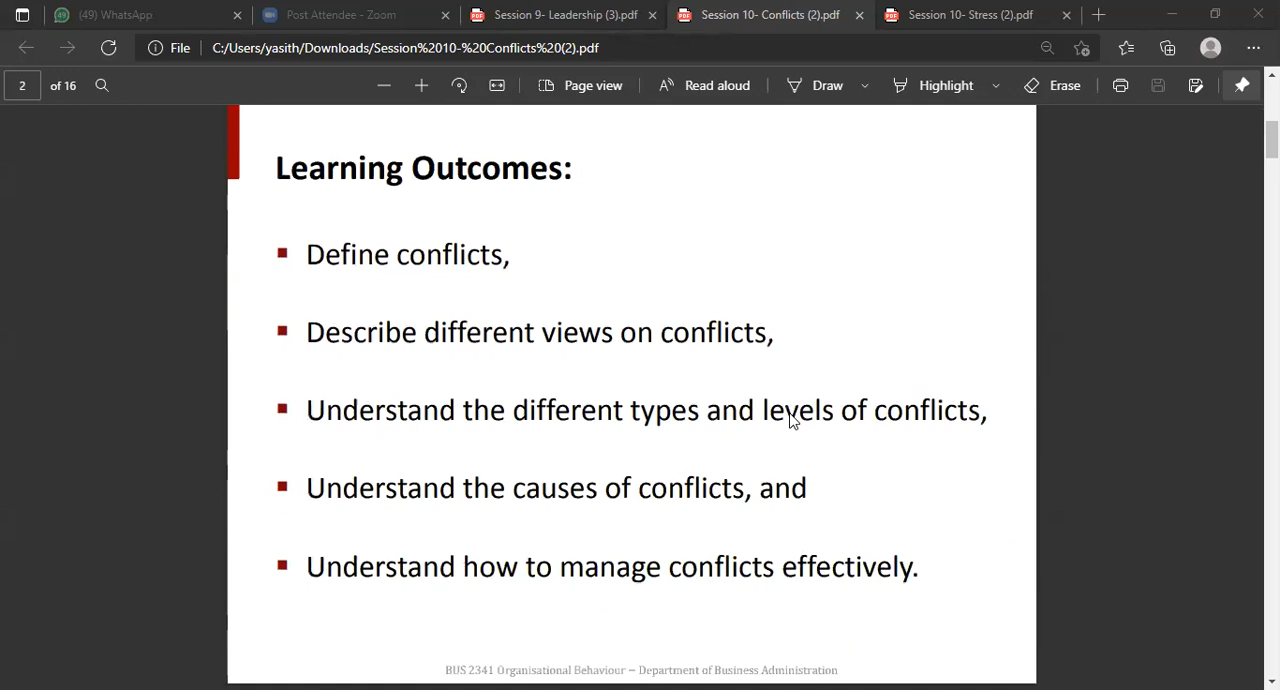 (49) WhatsApp
Post Attendee - Zoom
Session 9- Leadership (3).pdf
Session 10- Conflicts (2).pdf
Session 10- Stress (2).pdf
File
C:/Users/yasith/Downloads/Session%2010-%20Conflicts%20(2).pdf
2 of 16
Page view
Read aloud
Draw
Highlight
Erase
Learning Outcomes:
Define conflicts,
Describe different views on conflicts,
Understand the different types and levels of conflicts,
Understand the causes of conflicts, and
Understand how to manage conflicts effectively.
BUS 2341 Organisational Behaviour – Department of Business Administration